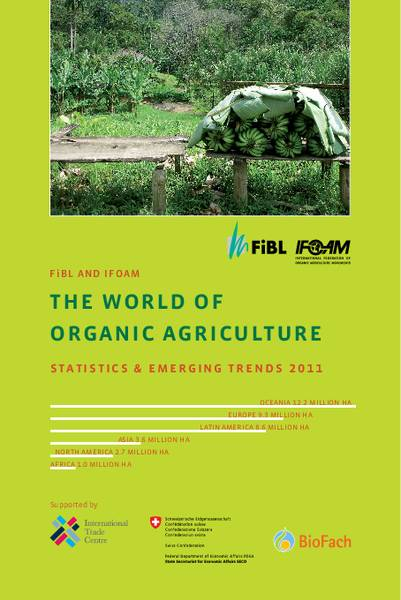 FiBL IFOAM
INTERNATIONAL FEDERATION OF
ORGANIC AGRICULTURE MOVEMENTS
FiBL AND IFOAM
THE WORLD OF
ORGANIC AGRICULTURE
STATISTICS & EMERGING TRENDS 2011
OCEANIA 12.2 MILLION HA
EUROPE 9.3 MILLION HA
LATIN AMERICA 8.6 MILLION HA
ASIA 3.6 MILLION HA
NORTH AMERICA 2.7 MILLION HA
AFRICA 1.0 MILLION HA
Supported by
International
Trade
Centre
Schweizerische Eidgenossenschaft
Confédération suisse
Confederazione Svizzera
Confederaziun svizra
Swiss Confederation
Federal Department of Economic Affairs FDEA
State Secretariat for Economic Affairs SECO
BioFach